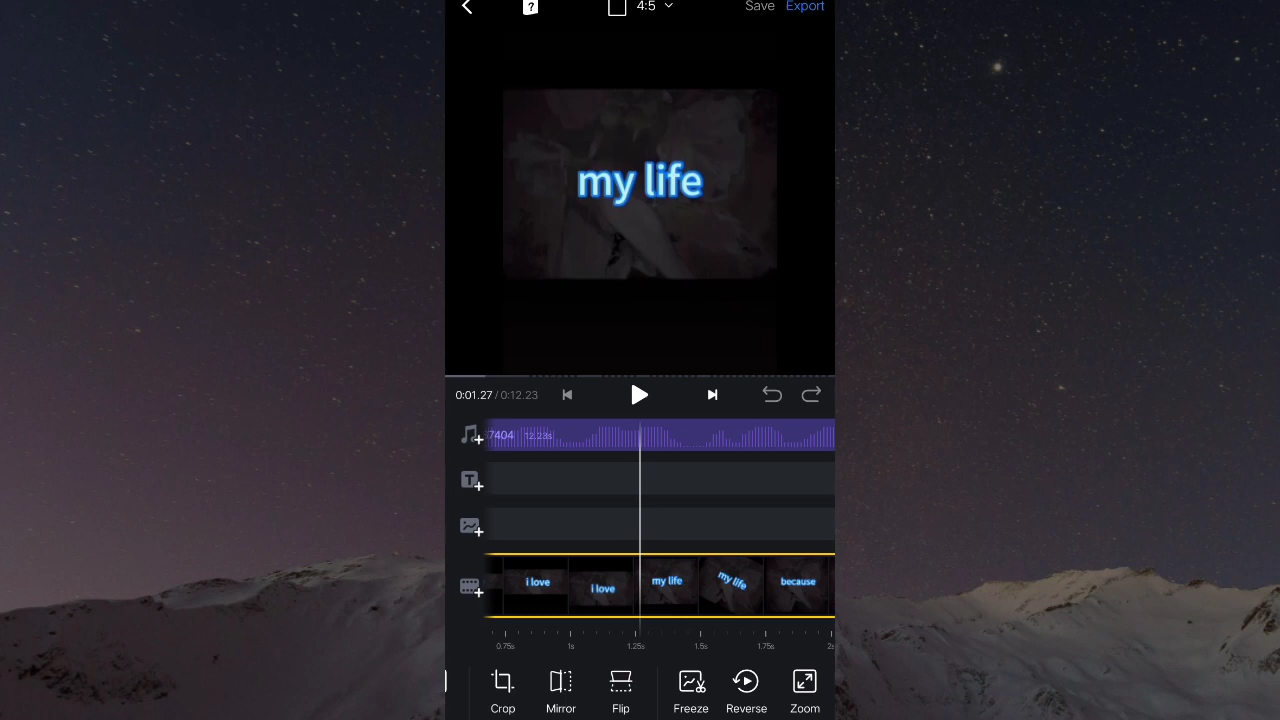 ?
4:5
Save
Export
my life
0:01.27 / 0:12.23
7404 12.23s
T
i love
i love
my life
my life
because
0.75s 1s 1.25s 1.5s 1.75s
Crop Mirror Flip Freeze Reverse Zoom